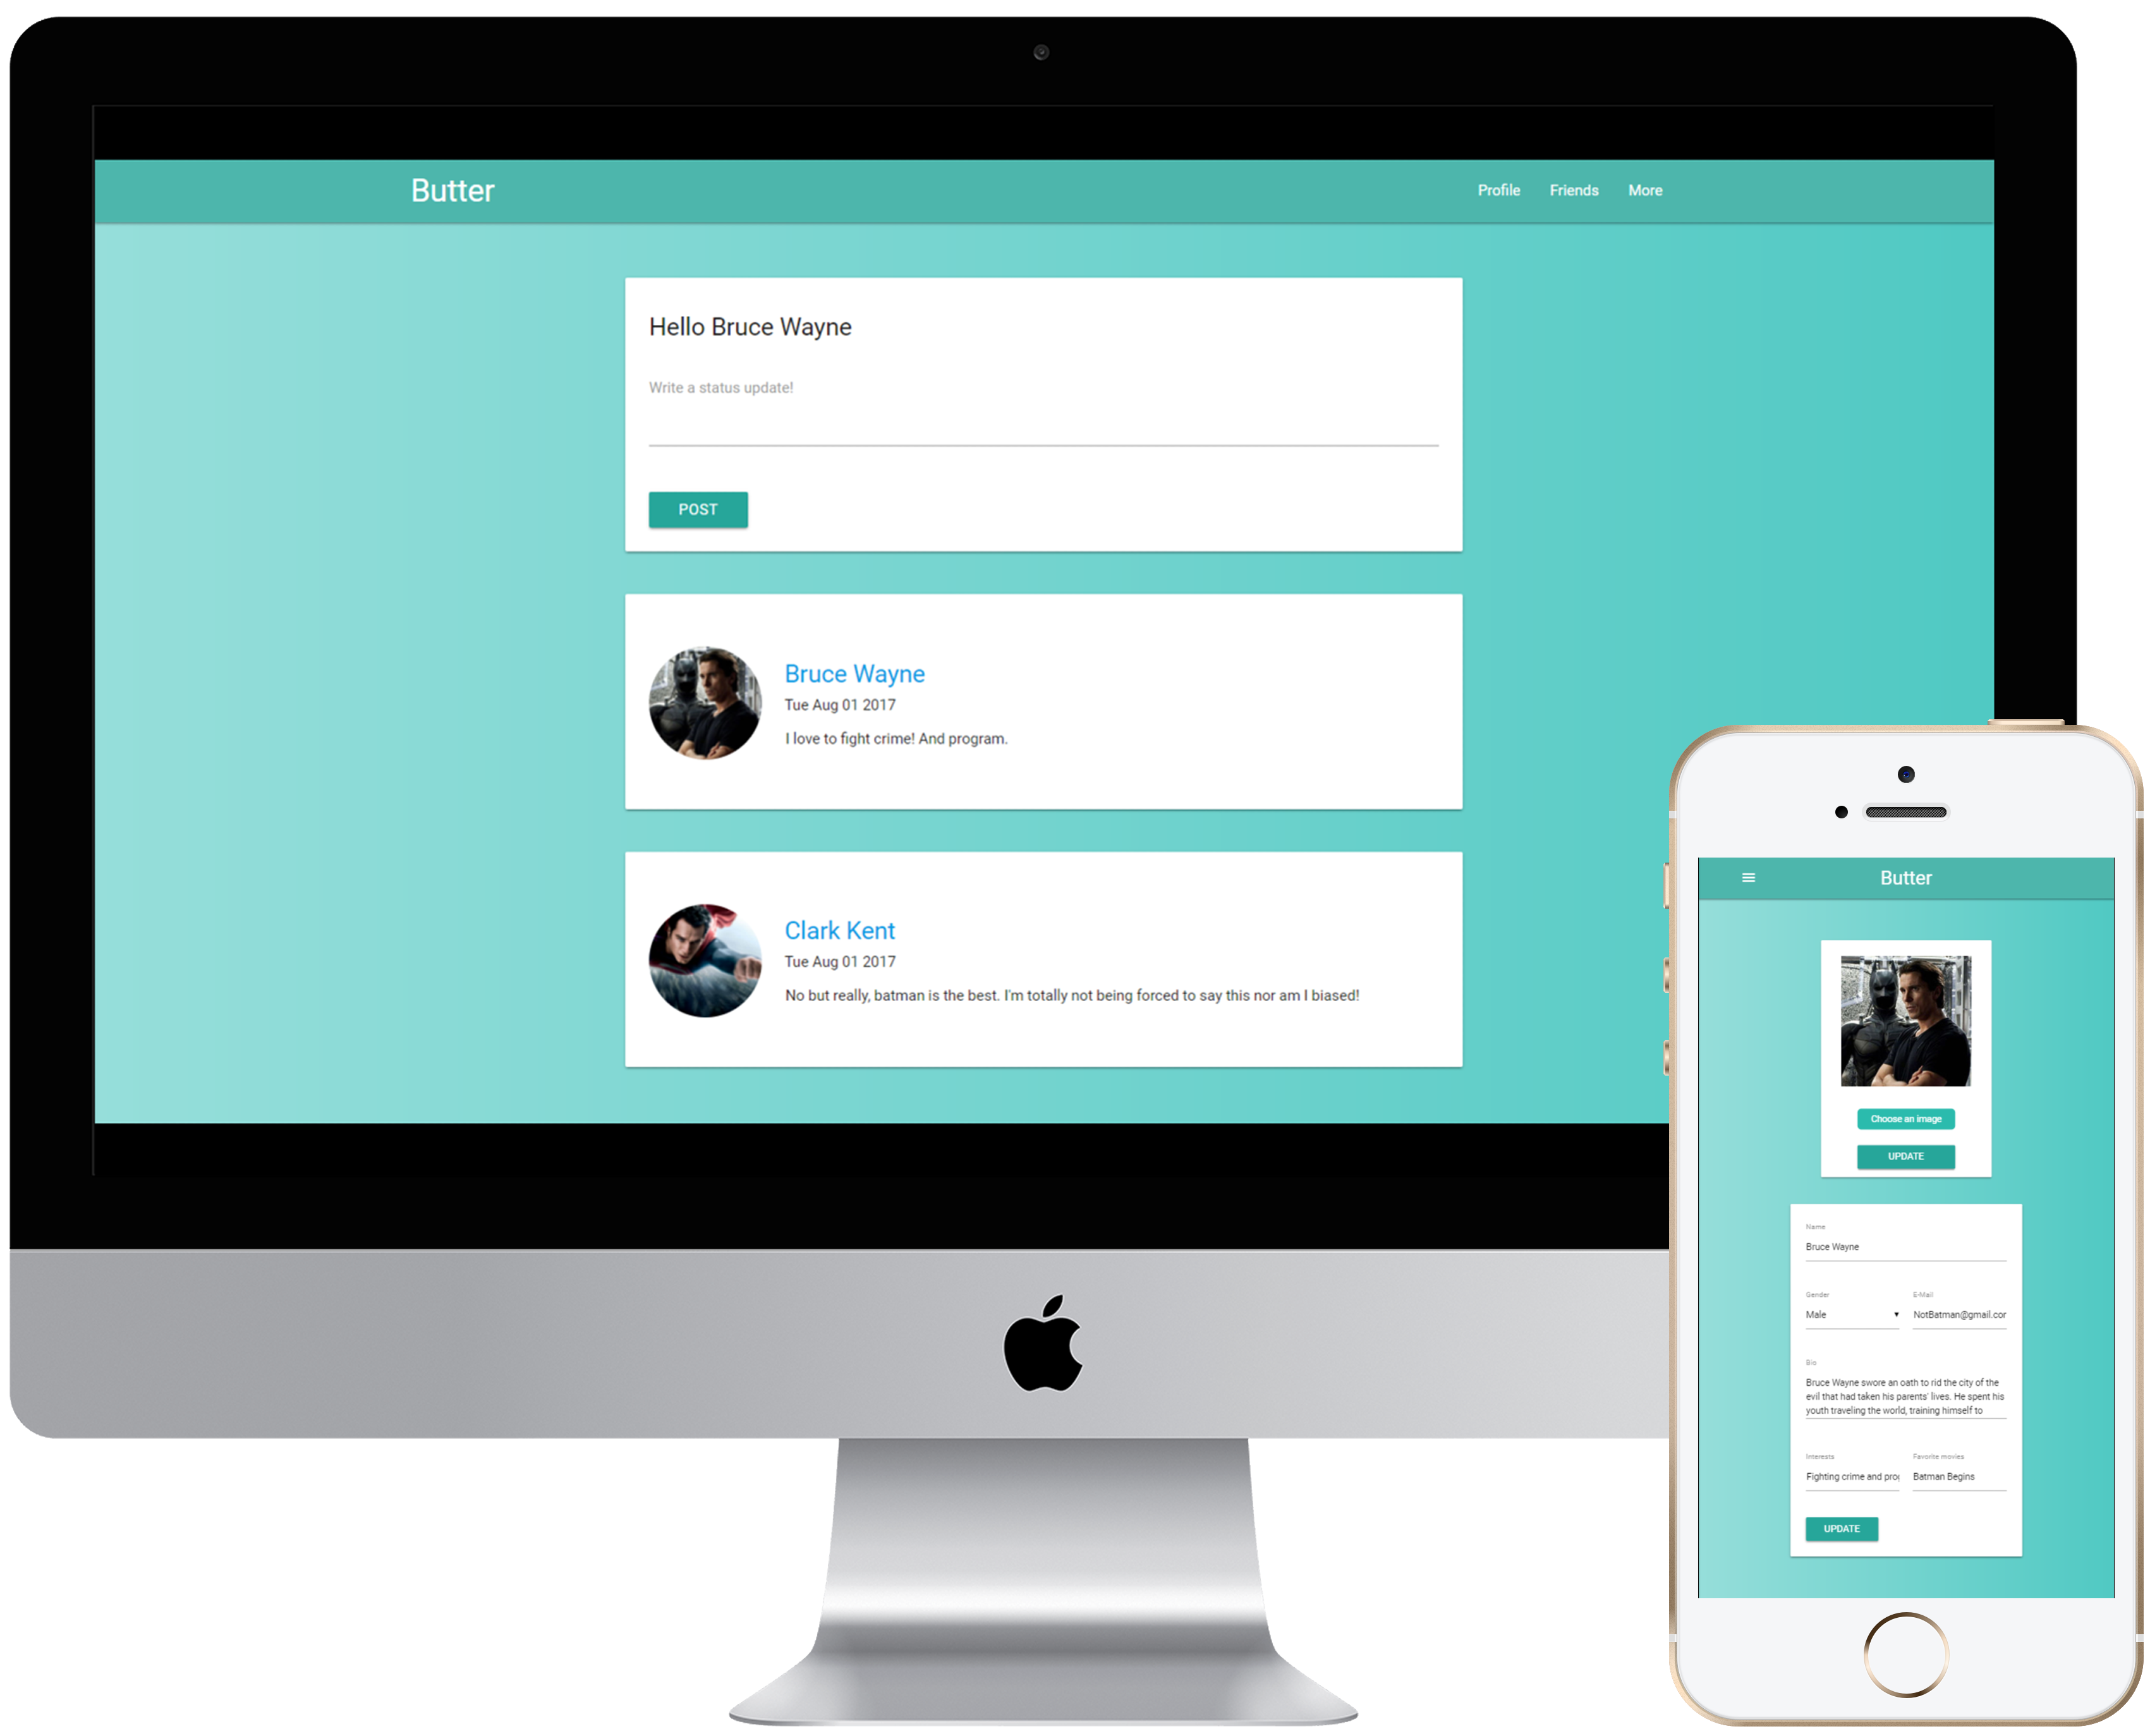 Butter
Profile Friends More
Hello Bruce Wayne
Write a status update!
POST
Bruce Wayne
Tue Aug 01 2017
I love to fight crime! And program.
Clark Kent
Tue Aug 01 2017
No but really, batman is the best. I'm totally not being forced to say this nor am I biased!
Butter
Choose an image
UPDATE
Name
Bruce Wayne
Gender E-Mail
Male NotBatman@gmail.cor
Bio
Bruce Wayne swore an oath to rid the city of the
evil that had taken his parents' lives. He spent his
youth traveling the world, training himself to
Interests Favorite movies
Fighting crime and prog Batman Begins
UPDATE